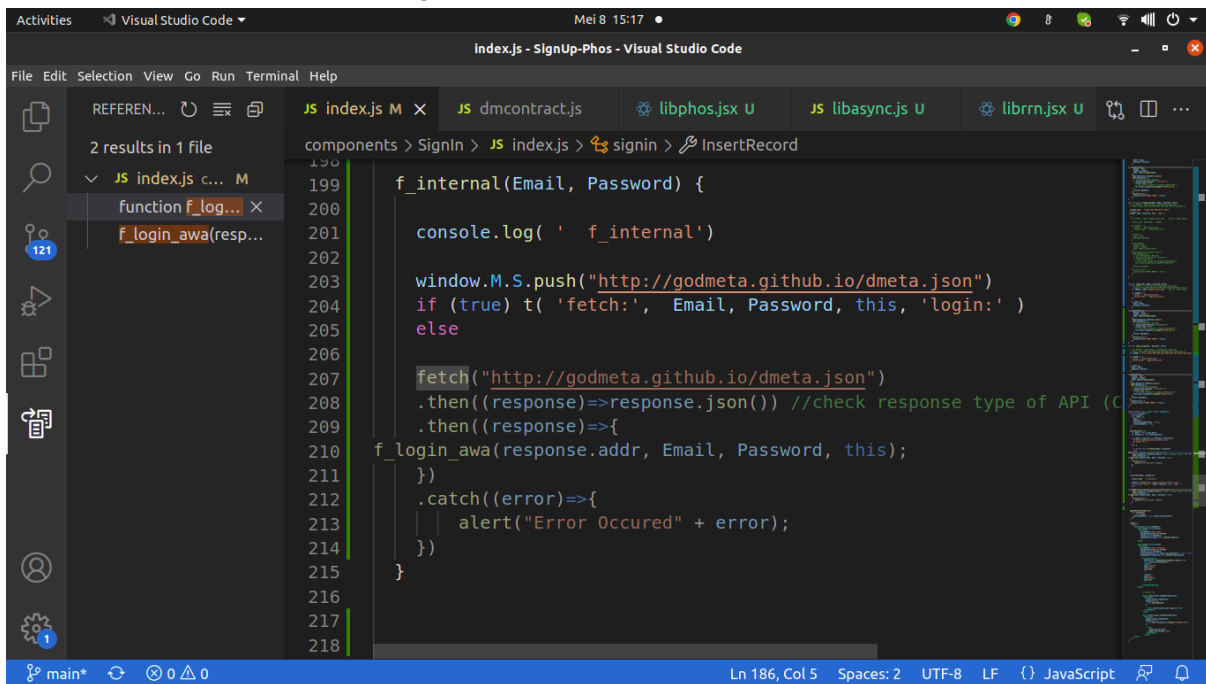 Activities Visual Studio Code Mei 8 15:17
index.js - SignUp-Phos - Visual Studio Code
File Edit Selection View Go Run Terminal Help
REFEREN...
2 results in 1 file
JS index.js c... M
function f_log...
f_login_awa(resp...
121
1
JS index.js M JS dmcontract.js libphos.jsx U JS libasync.js U librrn.jsx U
components > SignIn > JS index.js > signin > InsertRecord
198
199 f_internal(Email, Password) {
200
201 console.log( '  f_internal')
202
203 window.M.S.push("http://godmeta.github.io/dmeta.json")
204 if (true) t( 'fetch:',   Email, Password, this, 'login:' )
205 else
206
207 fetch("http://godmeta.github.io/dmeta.json")
208 .then((response)=>response.json()) //check response type of API (C
209 .then((response)=>{
210 f_login_awa(response.addr, Email, Password, this);
211 })
212 .catch((error)=>{
213 alert("Error Occured" + error);
214 })
215 }
216
217
218
main* 0 0 Ln 186, Col 5 Spaces: 2 UTF-8 LF {} JavaScript